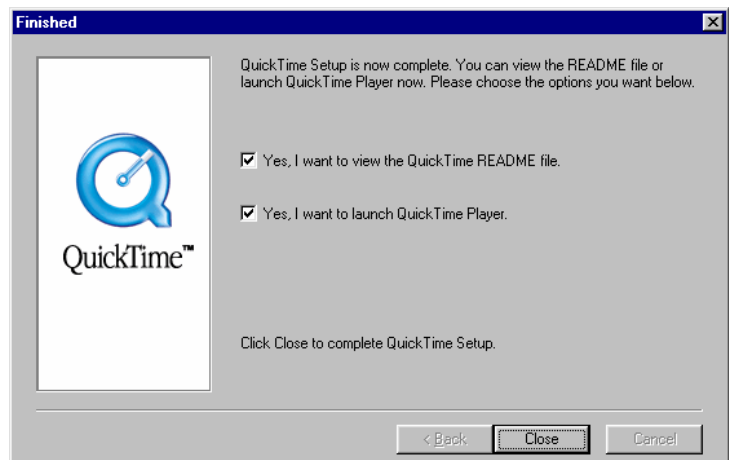 Finished
QuickTime Setup is now complete. You can view the README file or
launch QuickTime Player now. Please choose the options you want below.
Yes, I want to view the QuickTime README file.
Yes, I want to launch QuickTime Player.
QuickTime™
Click Close to complete QuickTime Setup.
< Back
Close
Cancel